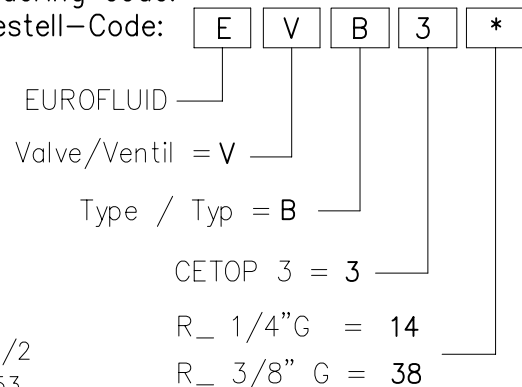 Bestell-Code: E V B 3 *
EUROFLUID
Valve/Ventil = V
Type / Typ = B
CETOP 3 = 3
R_ 1/4"G = 14
/2
R_ 3/8" G = 38